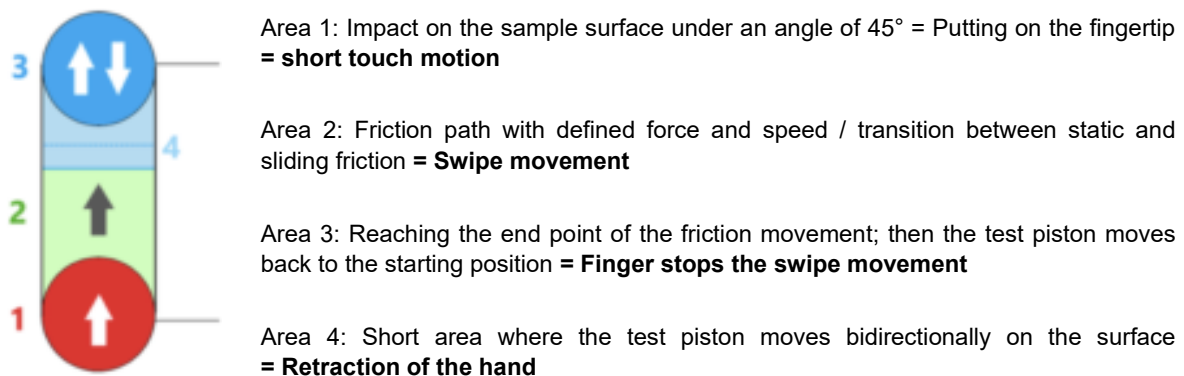 Area 1: Impact on the sample surface under an angle of 45° = Putting on the fingertip
= short touch motion
3
Area 2: Friction path with defined force and speed / transition between static and
4
sliding friction = Swipe movement
2
Area 3: Reaching the end point of the friction movement; then the test piston moves
back to the starting position = Finger stops the swipe movement
1
Area 4: Short area where the test piston moves bidirectionally on the surface
= Retraction of the hand